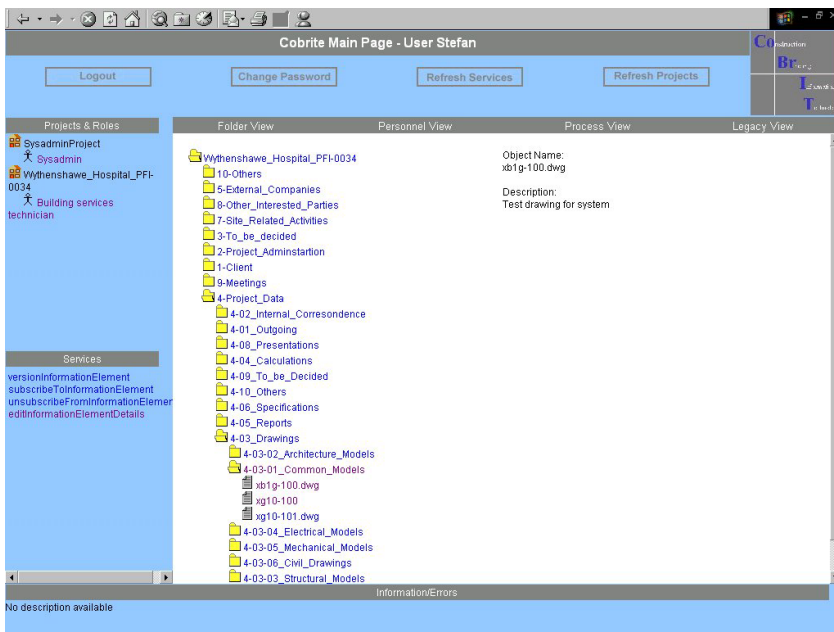 Cobrite Main Page - User Stefan
Construction
Logout
Change Password
Refresh Services
Refresh Projects
Projects & Roles
Folder View
Personnel View
Process View
Legacy View
SysadminProject
Sysadmin
Wythenshawe_Hospital_PFI-
0034
Building services
technician
Services
versionInformationElement
subscribeToInformationElement
unsubscribeFromInformationElemen
editInformationElementDetails
Wythenshawe_Hospital_PFI-0034
10-Others
5-External_Companies
8-Other_Interested_Parties
7-Site_Related_Activities
3-To_be_decided
2-Project_Adminstartion
1-Client
9-Meetings
4-Project_Data
4-02_Internal_Corresondence
4-01_Outgoing
4-08_Presentations
4-04_Calculations
4-09_To_be_Decided
4-10_Others
4-06_Specifications
4-05_Reports
4-03_Drawings
4-03-02_Architecture_Models
4-03-01_Common_Models
xb1g-100.dwg
xg10-100
xg10-101.dwg
4-03-04_Electrical_Models
4-03-05_Mechanical_Models
4-03-06_Civil_Drawings
4-03-03_Structural_Models
Object Name:
xb1g-100.dwg
Description:
Test drawing for system
Information/Errors
No description available